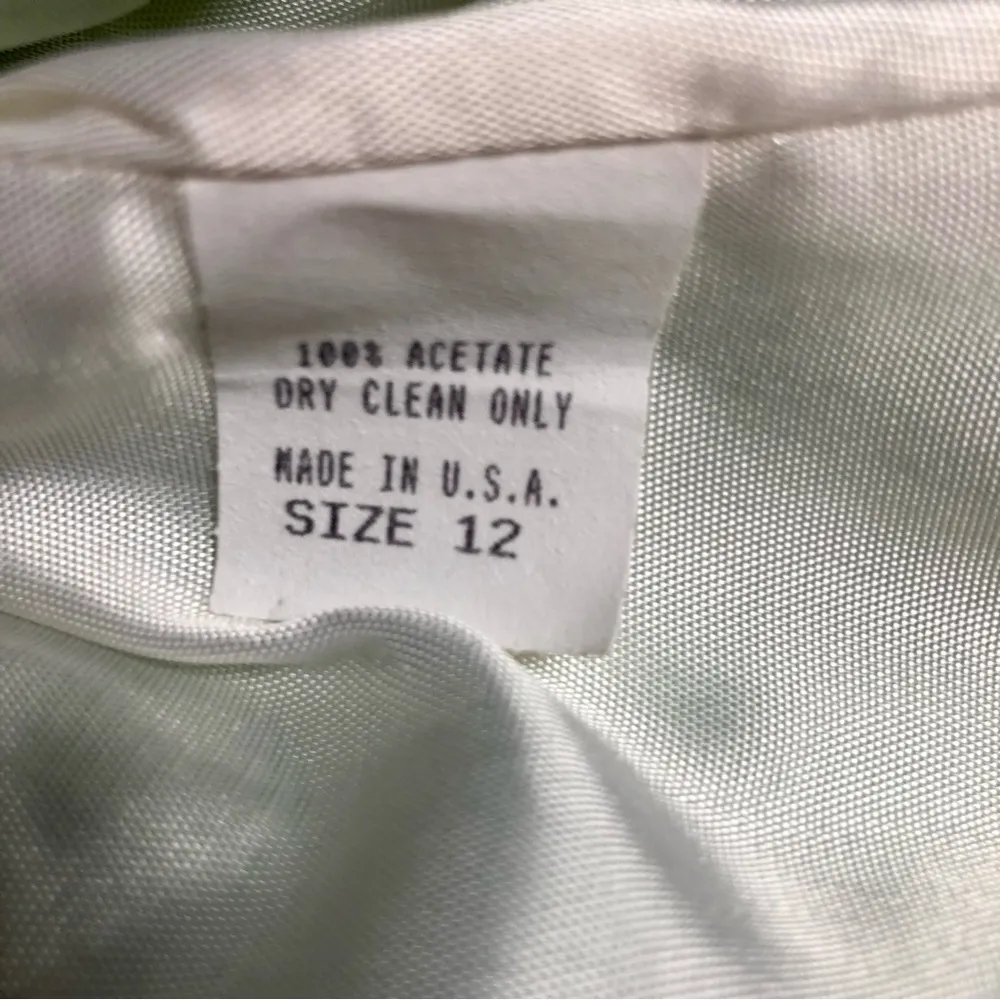 100% ACETATE
DRY CLEAN ONLY
MADE IN U.S.A.
SIZE 12